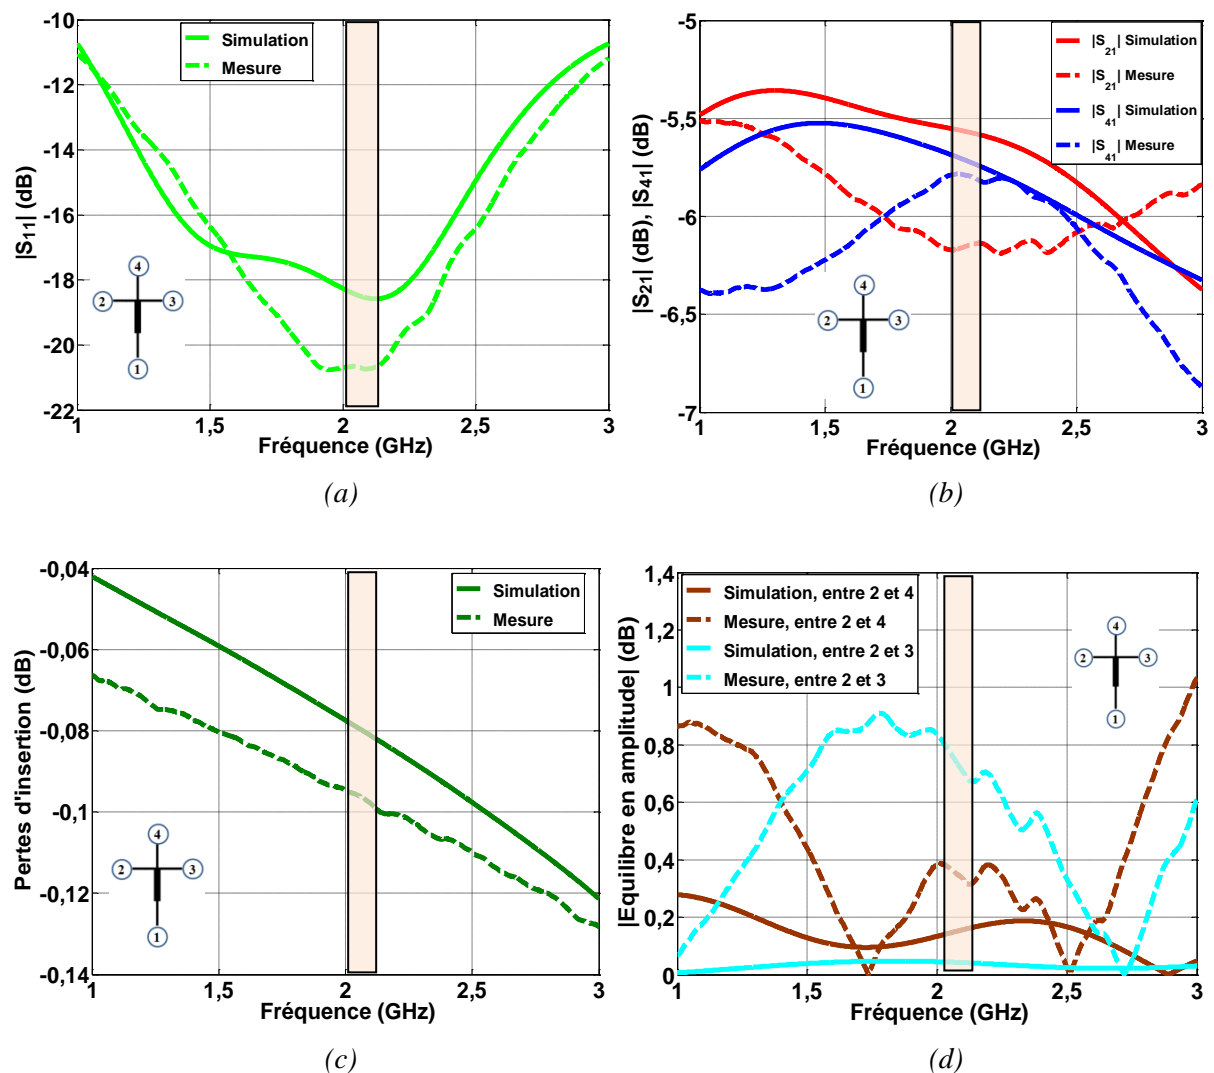 -10
-12
-14
-16
-18
-20
-22
|S11| (dB)
Simulation
Mesure
4
2
3
1
1
1,5
2
2,5
3
Fréquence (GHz)
(a)
-5
-5,5
-6
-6,5
-7
|S21| (dB), |S41| (dB)
|S21| Simulation
|S21| Mesure
|S41| Simulation
|S41| Mesure
4
2
3
1
1
1,5
2
2,5
3
Fréquence (GHz)
(b)
-0,04
-0,06
-0,08
-0,1
-0,12
-0,14
Pertes d'insertion (dB)
Simulation
Mesure
4
2
3
1
1
1,5
2
2,5
3
Fréquence (GHz)
(c)
1,4
1,2
1
0,8
0,6
0,4
0,2
0
|Equilibre en amplitude| (dB)
Simulation, entre 2 et 4
Mesure, entre 2 et 4
Simulation, entre 2 et 3
Mesure, entre 2 et 3
4
2
3
1
1
1,5
2
2,5
3
Fréquence (GHz)
(d)